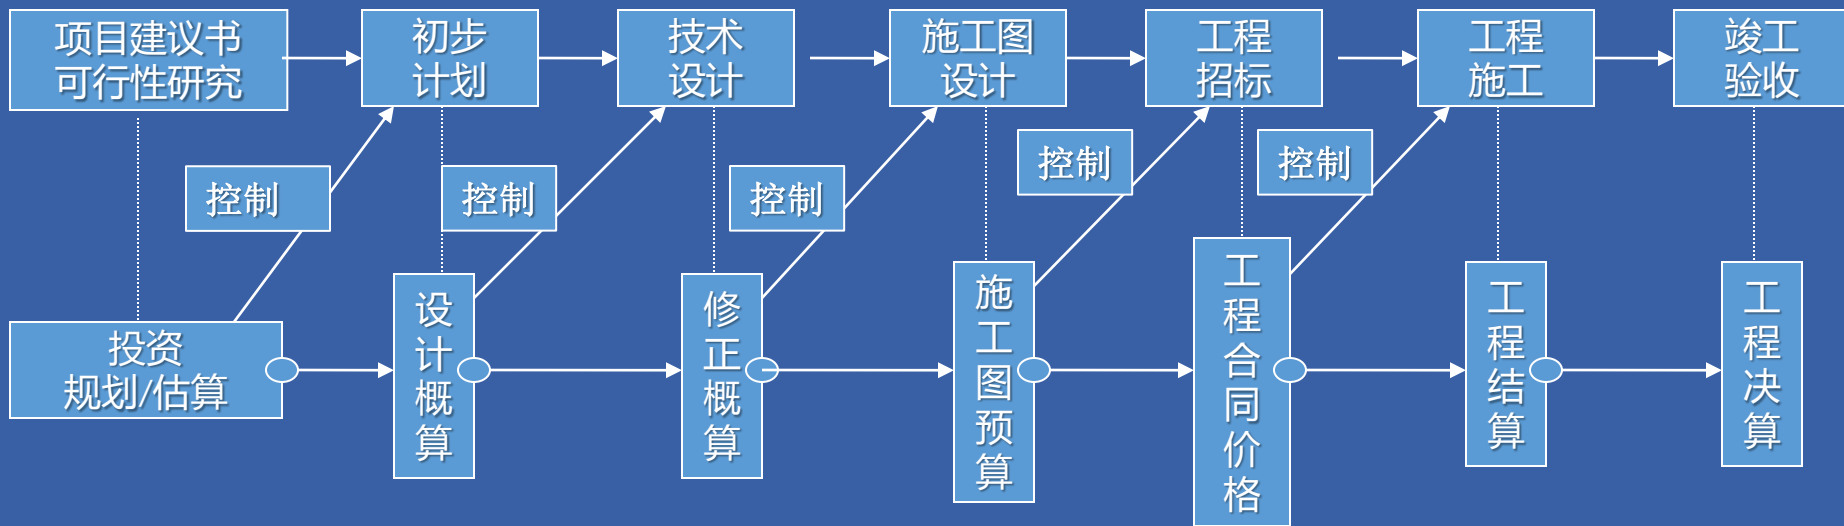 项目建议书
可行性研究
初步
计划
技术
设计
施工图
设计
工程
招标
工程
施工
竣工
验收
控制
控制
控制
控制
控制
投资
规划/估算
设
计
概
算
修
正
概
算
施
工
图
预
算
工
程
合
同
价
格
工
程
结
算
工
程
决
算